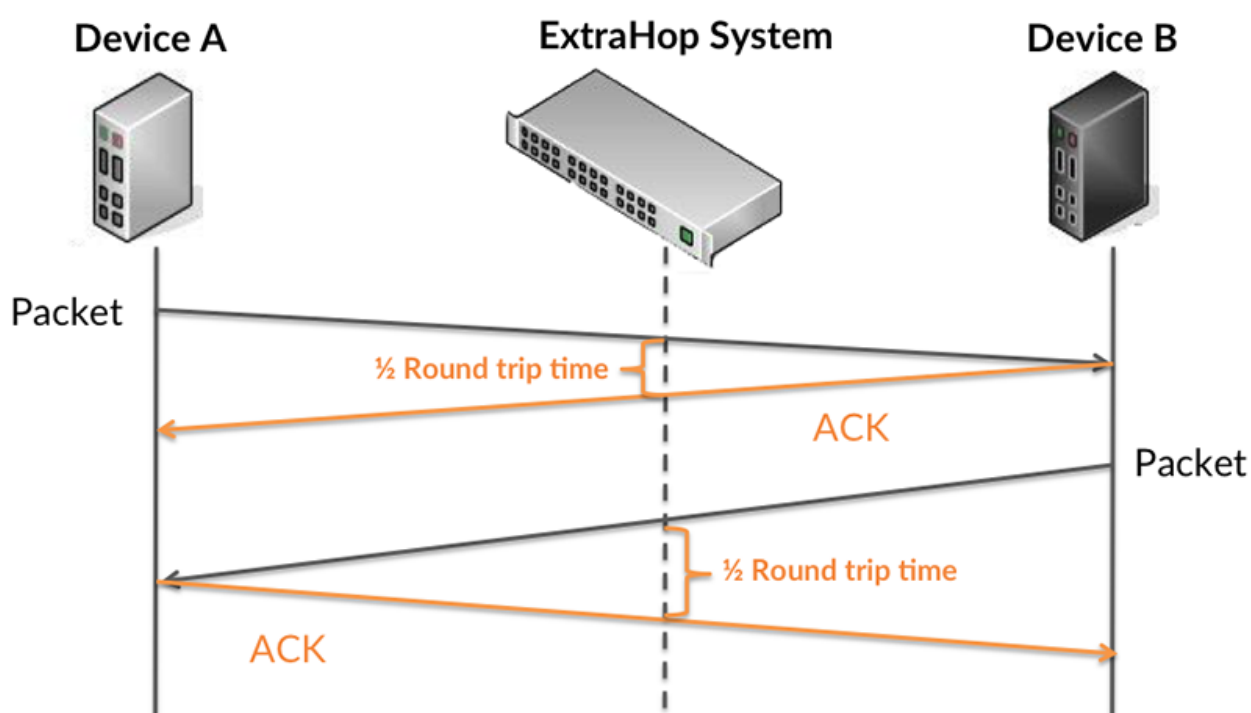 Device A
ExtraHop System
Device B
Packet
½ Round trip time
ACK
Packet
½ Round trip time
ACK